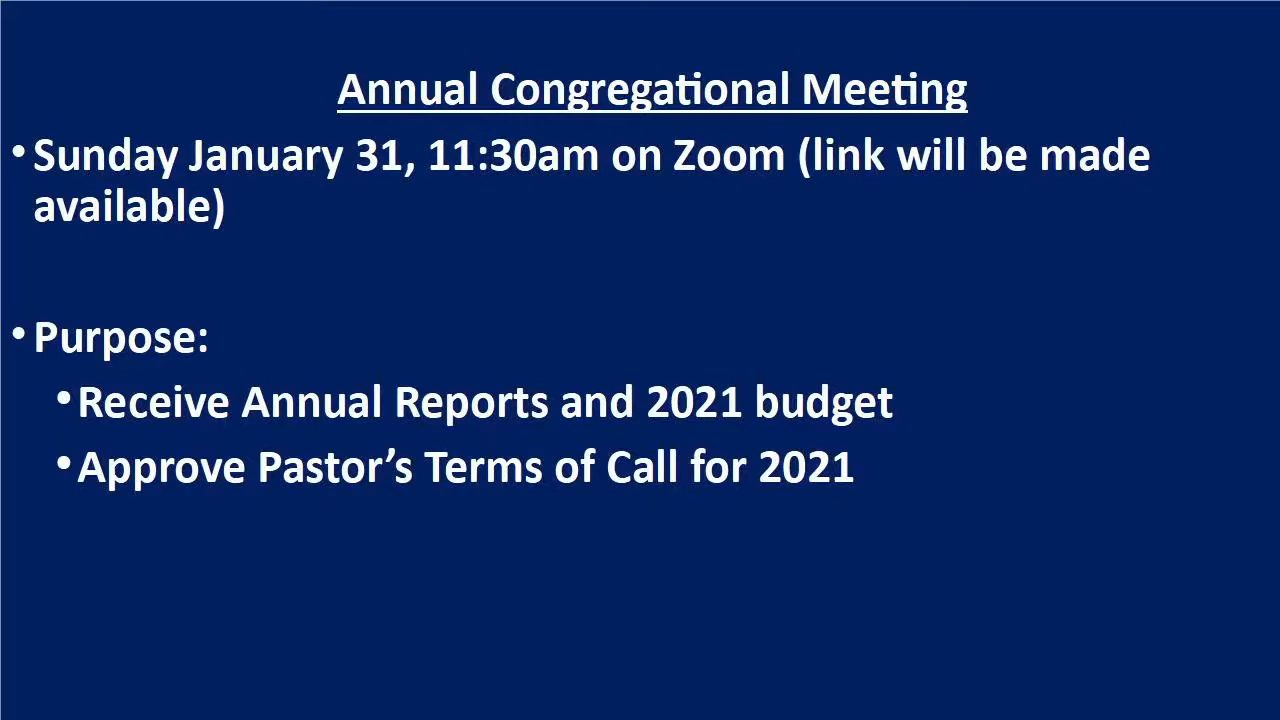 Annual Congregational Meeting
• Sunday January 31, 11:30am on Zoom (link will be made
available)
• Purpose:
• Receive Annual Reports and 2021 budget
• Approve Pastor’s Terms of Call for 2021